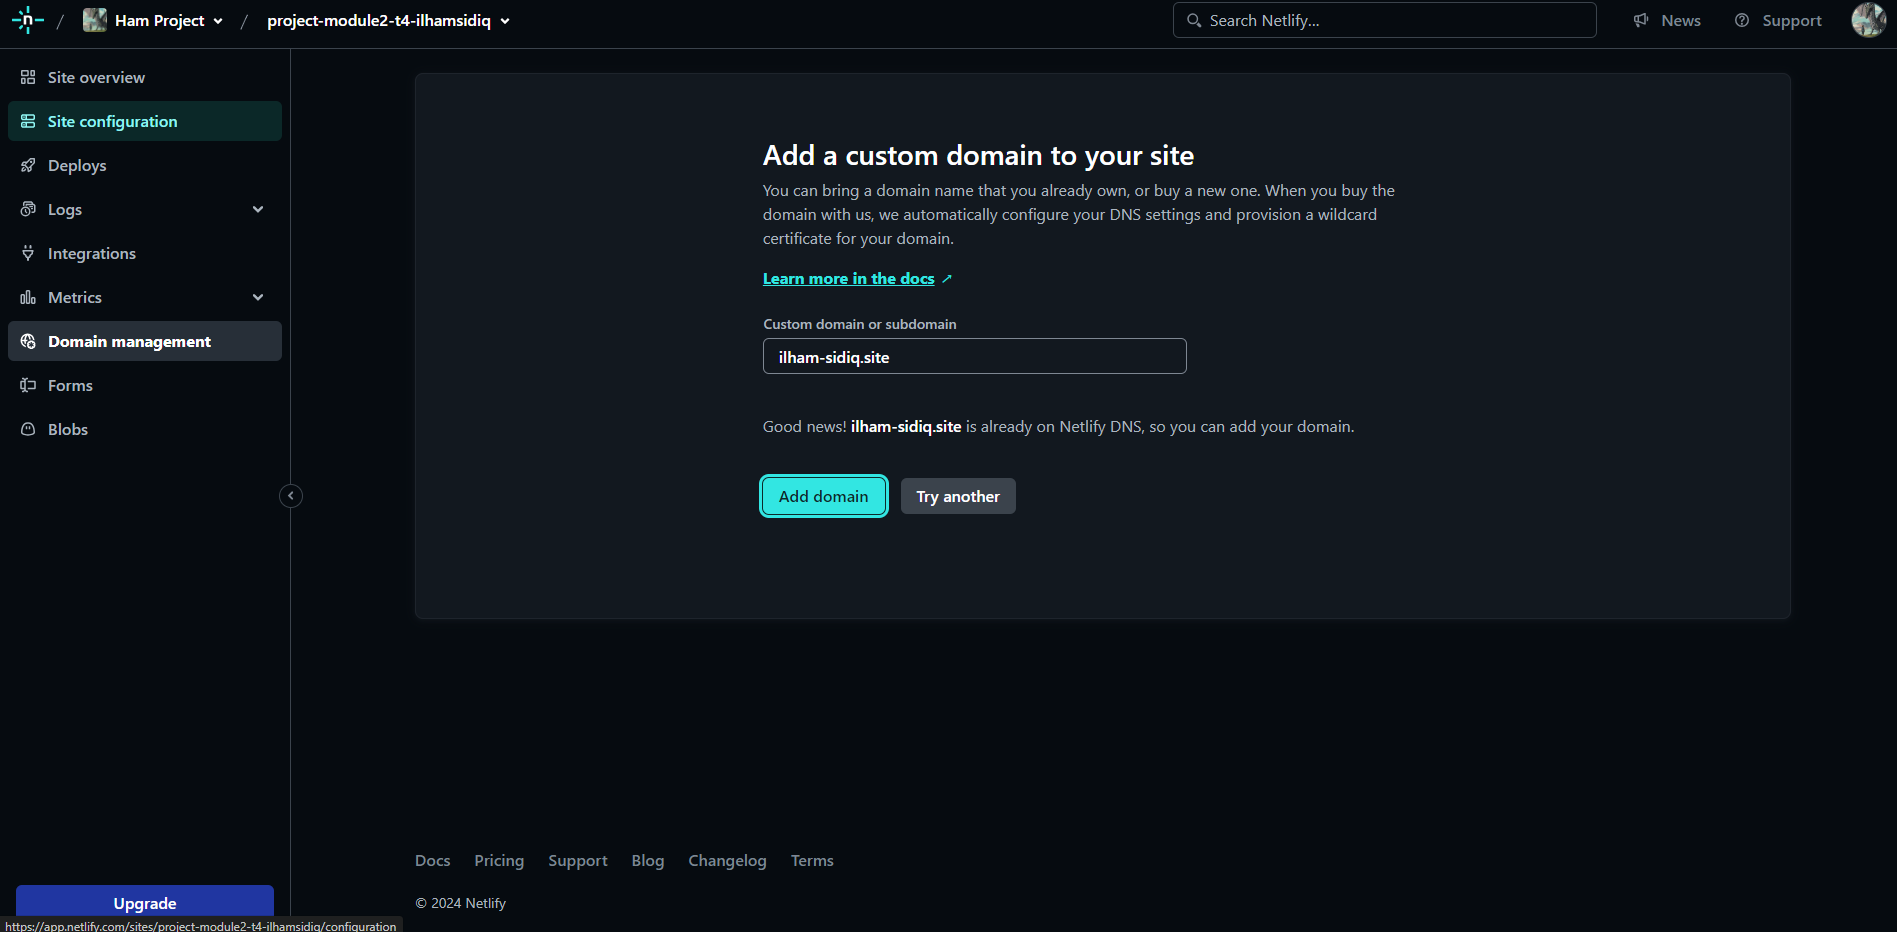 n / Ham Project / project-module2-t4-ilhamsidiq
Search Netlify...
News
Support
Site overview
Site configuration
Deploys
Logs
Integrations
Metrics
Domain management
Forms
Blobs
Upgrade
Add a custom domain to your site
You can bring a domain name that you already own, or buy a new one. When you buy the
domain with us, we automatically configure your DNS settings and provision a wildcard
certificate for your domain.
Learn more in the docs
Custom domain or subdomain
ilham-sidiq.site
Good news! ilham-sidiq.site is already on Netlify DNS, so you can add your domain.
Add domain
Try another
Docs Pricing Support Blog Changelog Terms
© 2024 Netlify
https://app.netlify.com/sites/project-module2-t4-ilhamsidiq/configuration